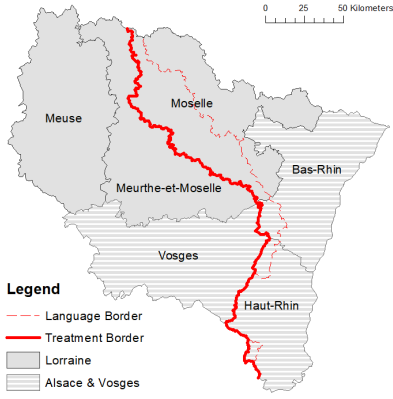 0 25 50 Kilometers
Moselle
Meuse
Bas-Rhin
Meurthe-et-Moselle
Vosges
Haut-Rhin
Legend
Language Border
Treatment Border
Lorraine
Alsace & Vosges